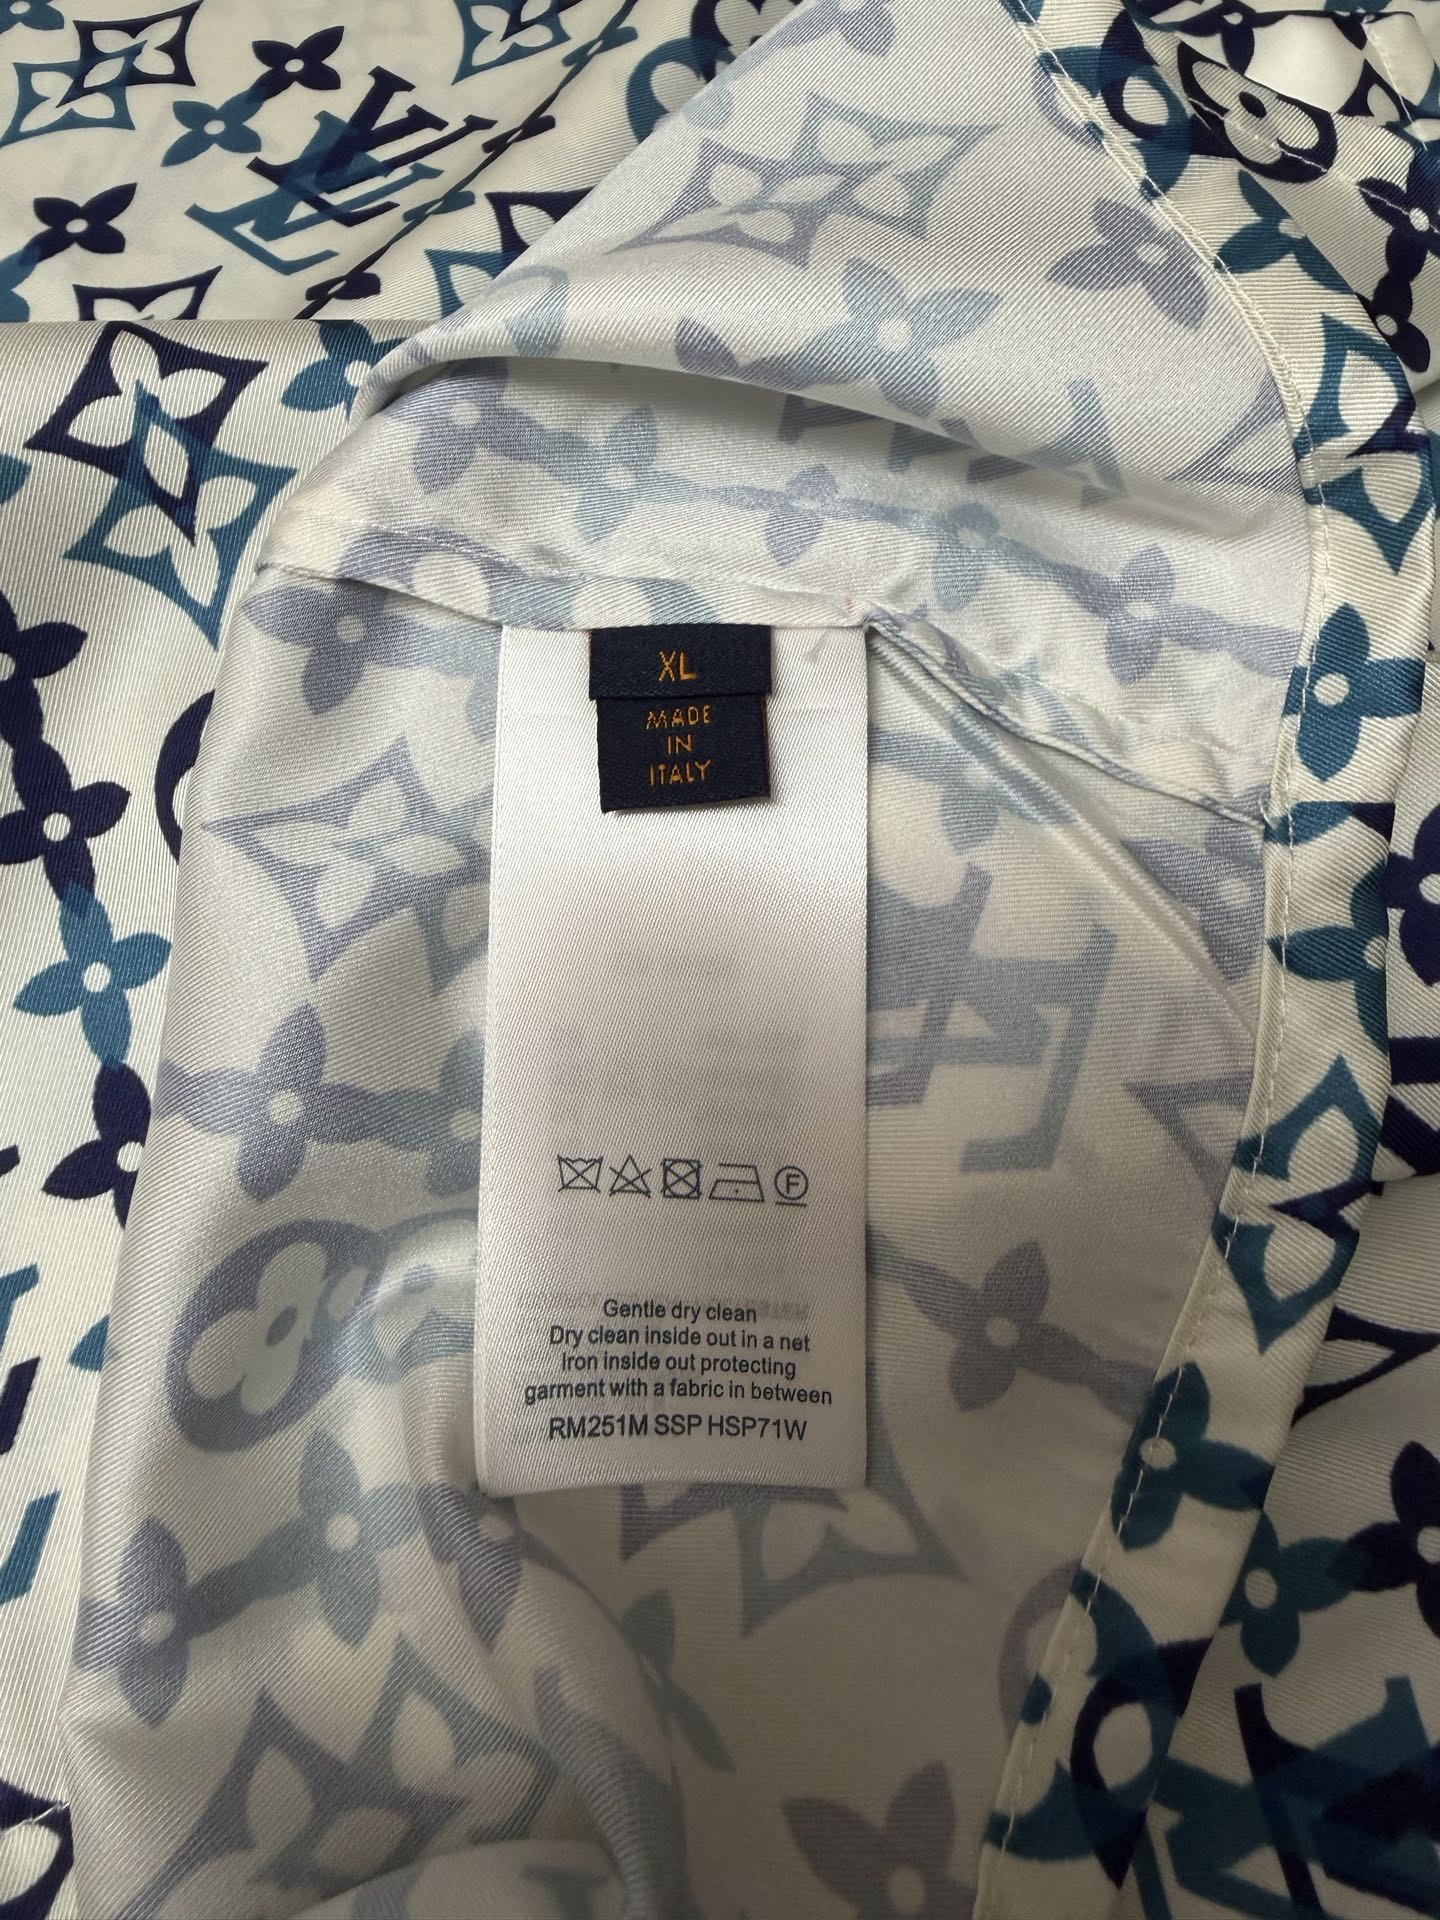 XL
MADE
IN
ITALY
F
Gentle dry clean
Dry clean inside out in a net
Iron inside out protecting
garment with a fabric in between
RM251M SSP HSP71W